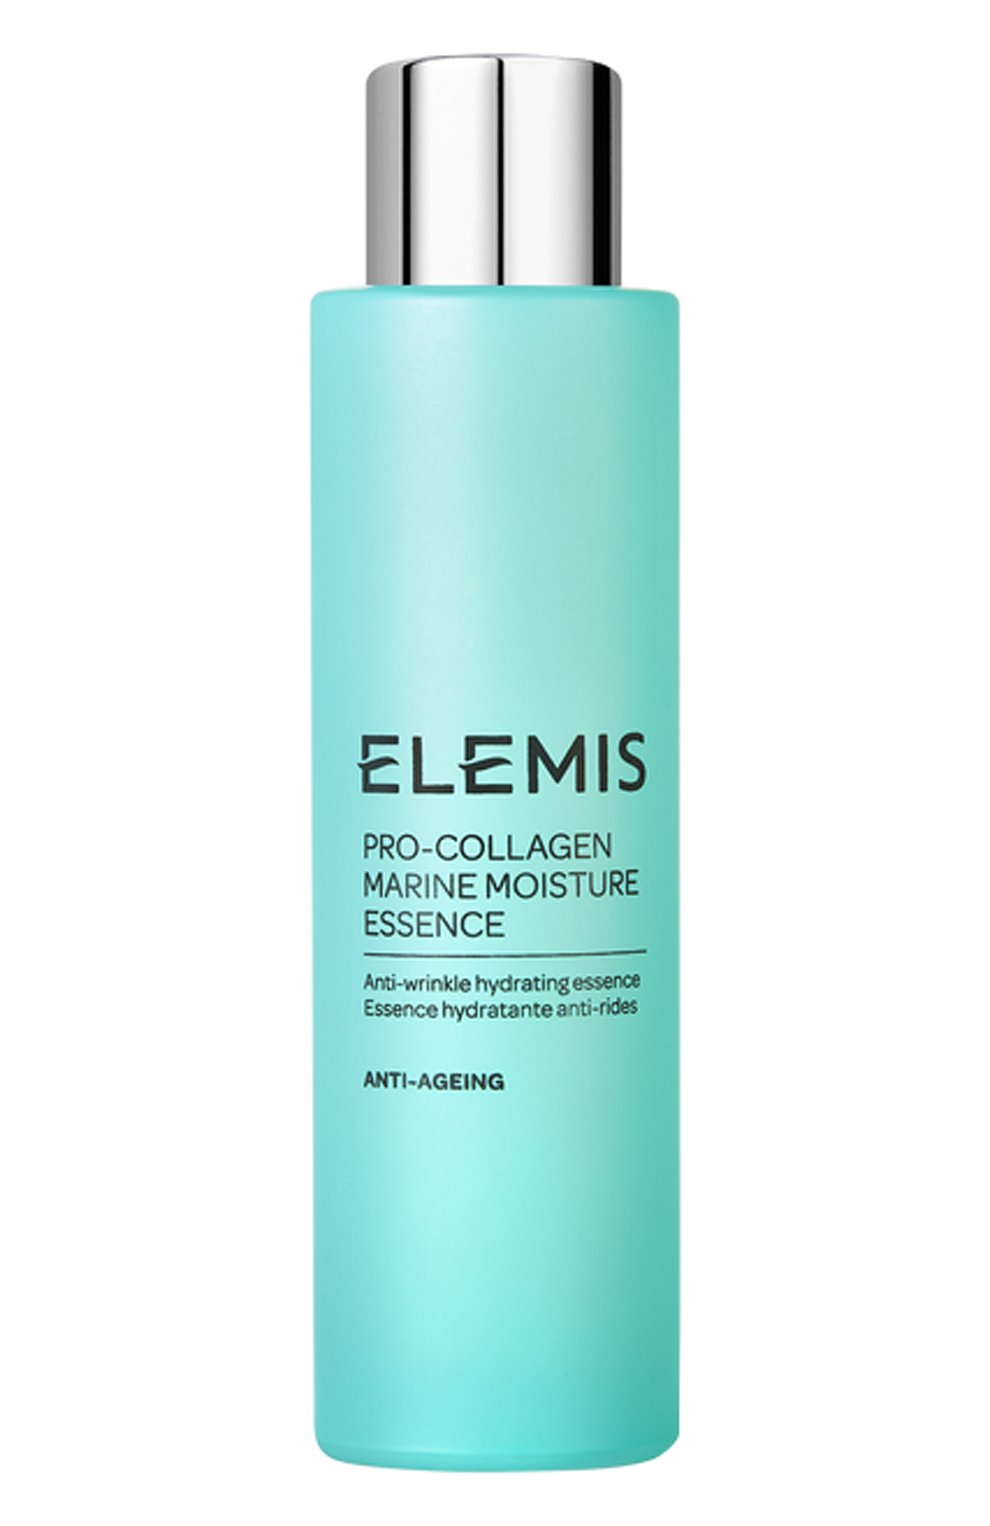 ELEMIS
PRO-COLLAGEN
MARINE MOISTURE
ESSENCE
Anti-wrinkle hydrating essence
Essence hydratante anti-rides
ANTI-AGEING